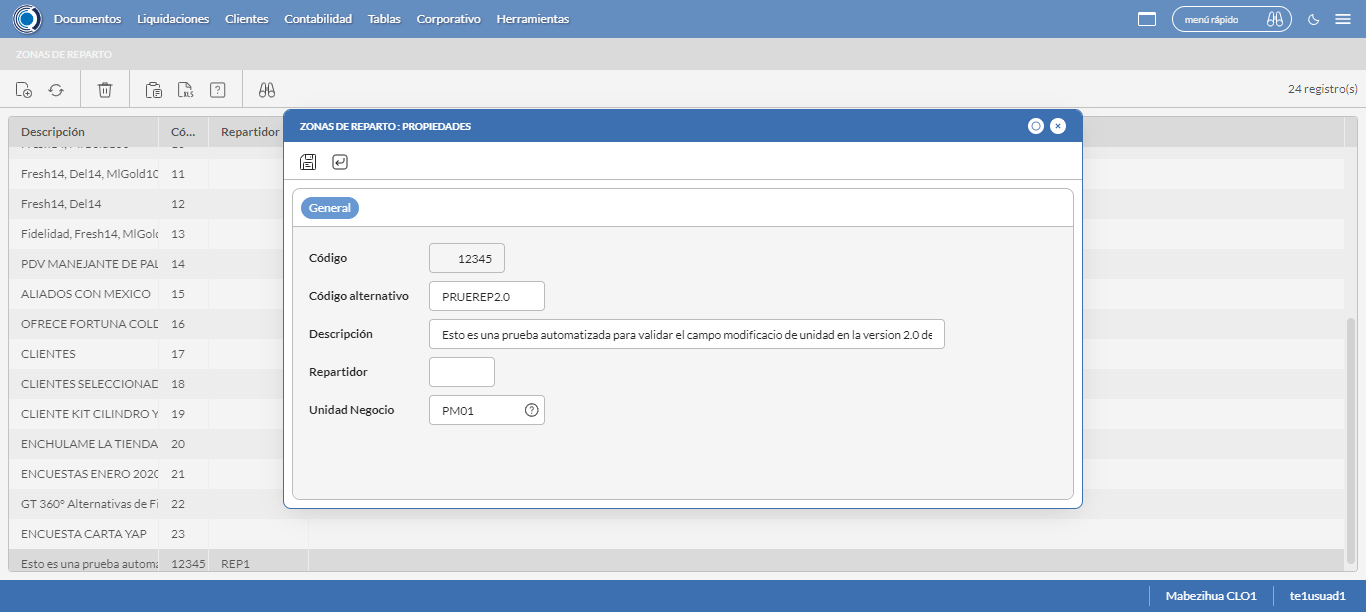 Documentos Liquidaciones Clientes Contabilidad Tablas Corporativo Herramientas menú rápido
ZONAS DE REPARTO
XLS ? 24 registro(s)
Descripción Có... Repartidor
Fresh14, Del14, MlGold10 11
Fresh14, Del14 12
Fidelidad, Fresh14, MlGold 13
PDV MANEJANTE DE PAL 14
ALIADOS CON MEXICO 15
OFRECE FORTUNA COLD 16
CLIENTES 17
CLIENTES SELECCIONAD 18
CLIENTE KIT CILINDRO Y 19
ENCHULAME LA TIENDA 20
ENCUESTAS ENERO 2020 21
GT 360° Alternativas de Fi 22
ENCUESTA CARTA YAP 23
Esto es una prueba automa 12345 REP1
ZONAS DE REPARTO : PROPIEDADES
General
Código 12345
Código alternativo PRUEREP2.0
Descripción Esto es una prueba automatizada para validar el campo modificacio de unidad en la version 2.0 de
Repartidor
Unidad Negocio PM01 ?
Mabezihua CLO1 te1usuad1